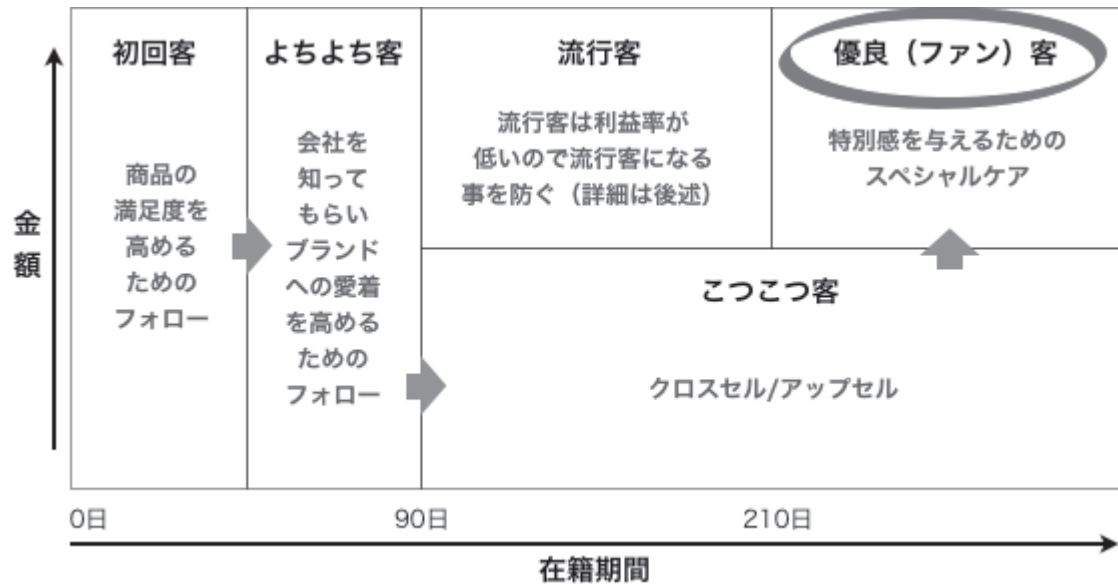 初回客
商品の
満足度を
高める
ための
フォロー
よちよち客
会社を
知って
もらい
ブランド
への愛着
を高める
ための
フォロー
流行客
流行客は利益率が
低いので流行客になる
事を防ぐ（詳細は後述）
優良（ファン）客
特別感を与えるための
スペシャルケア
こつこつ客
クロスセル/アップセル
金額
0日
90日
210日
在籍期間